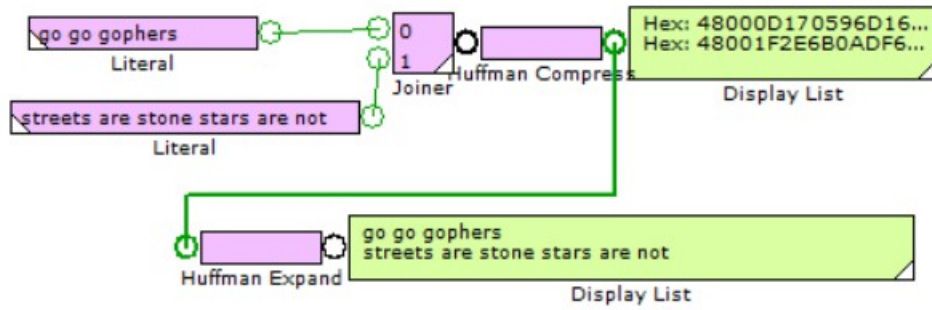 go go gophers
Literal
0
1
Joiner
Huffman Compress
Hex: 48000D170596D16...
Hex: 48001F2E6B0ADF6...
Display List
streets are stone stars are not
Literal
Huffman Expand
go go gophers
streets are stone stars are not
Display List